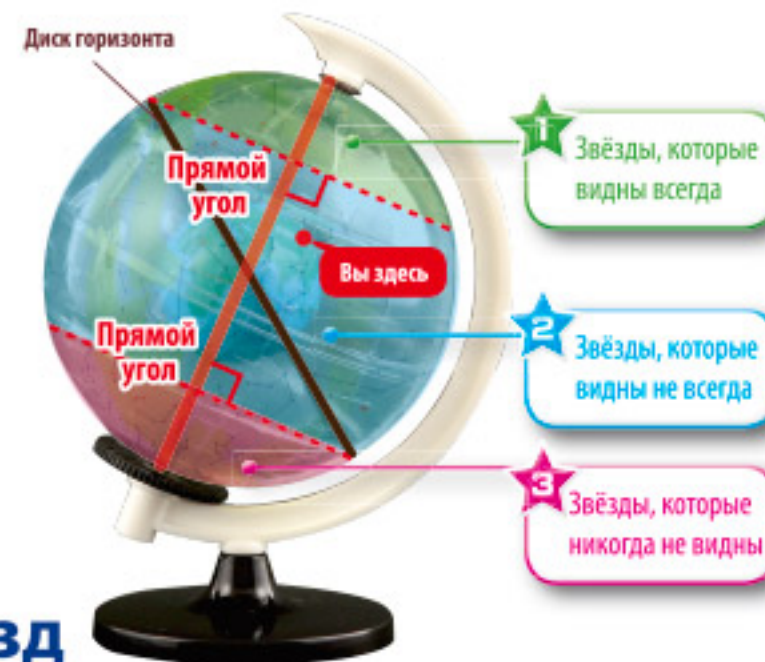 Диск горизонта
Прямой
угол
Вы здесь
Прямой
угол
1
Звёзды, которые
видны всегда
2
Звёзды, которые
видны не всегда
3
Звёзды, которые
никогда не видны
зд